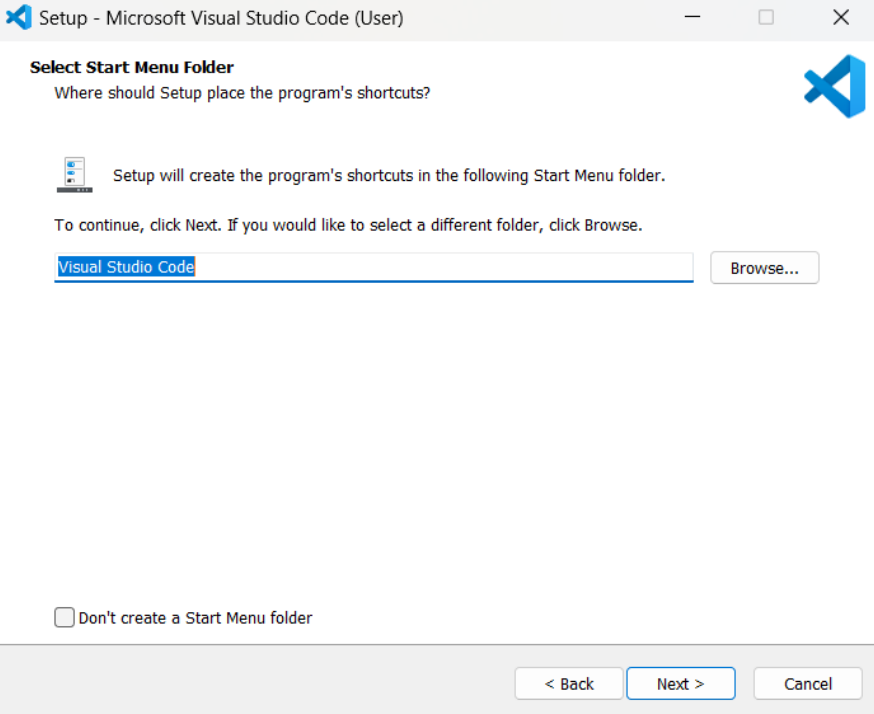 Setup - Microsoft Visual Studio Code (User)
Select Start Menu Folder
Where should Setup place the program's shortcuts?
Setup will create the program's shortcuts in the following Start Menu folder.
To continue, click Next. If you would like to select a different folder, click Browse.
Visual Studio Code
Browse...
Don't create a Start Menu folder
< Back
Next >
Cancel